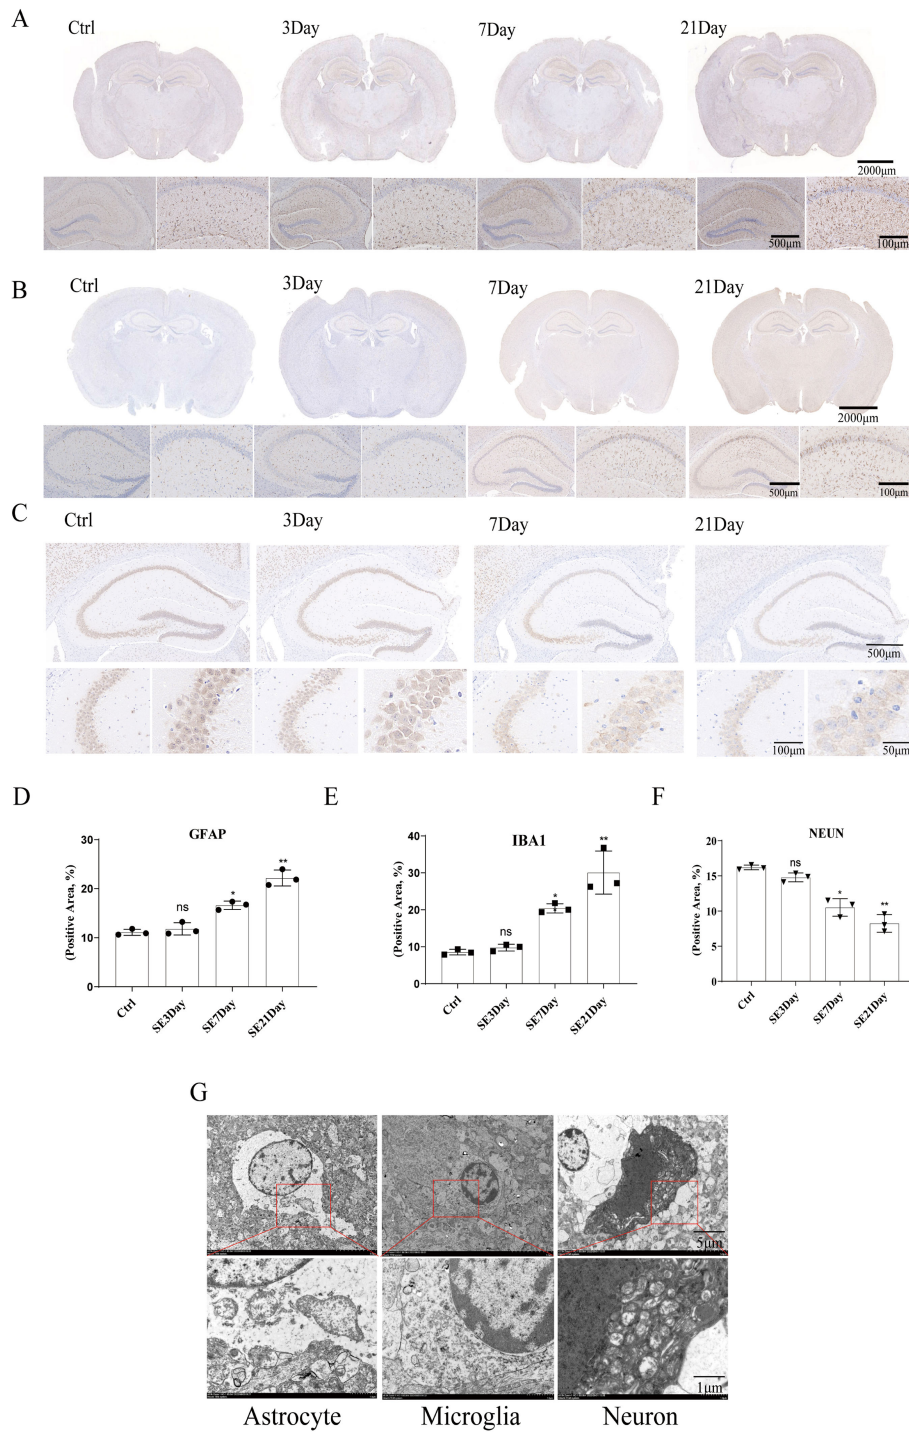 A
Ctrl 3Day 7Day 21Day
2000μm
500μm 100μm
B
Ctrl 3Day 7Day 21Day
2000μm
500μm 100μm
C
Ctrl 3Day 7Day 21Day
500μm
100μm 50μm
D
GFAP
(Positive Area, %)
30
20
10
0
ns
*
**
Ctrl SE3Day SE7Day SE21Day
E
IBA1
(Positive Area, %)
40
30
20
10
0
ns
*
**
Ctrl SE3Day SE7Day SE21Day
F
NEUN
(Positive Area, %)
20
15
10
5
0
ns
*
**
Ctrl SE3Day SE7Day SE21Day
G
5μm
1μm
Astrocyte Microglia Neuron